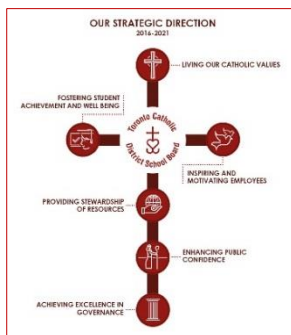 OUR STRATEGIC DIRECTION
2016-2021
LIVING OUR CATHOLIC VALUES
FOSTERING STUDENT
ACHIEVEMENT AND WELL BEING
Toronto Catholic
District School Board
INSPIRING AND
MOTIVATING EMPLOYEES
PROVIDING STEWARDSHIP
OF RESOURCES
ENHANCING PUBLIC
CONFIDENCE
ACHIEVING EXCELLENCE IN
GOVERNANCE